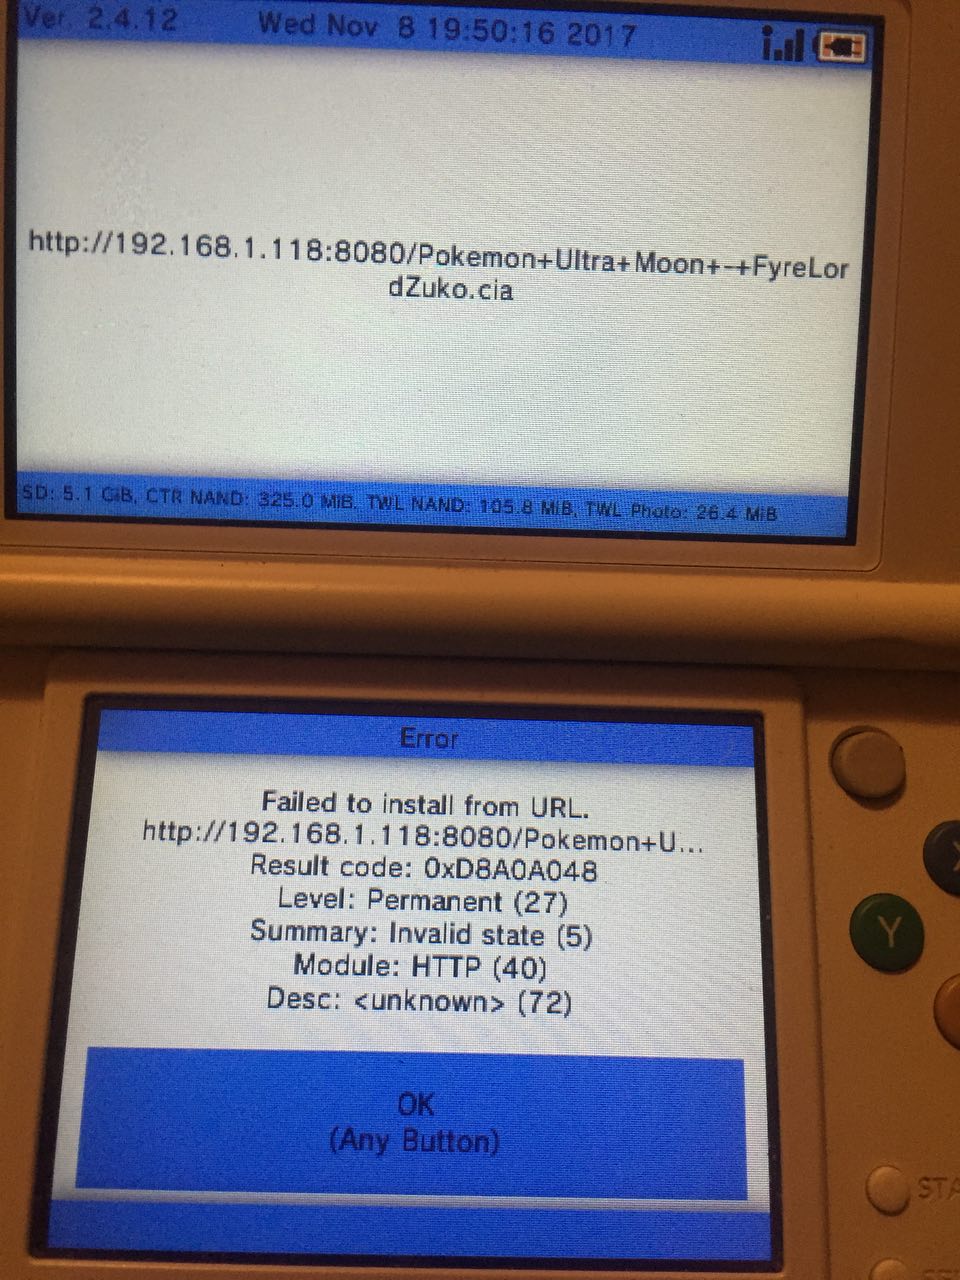 Ver. 2.4.12 Wed Nov 8 19:50:16 2017
http://192.168.1.118:8080/Pokemon+Ultra+Moon+-+FyreLor
dZuko.cia
SD: 5.1 GiB, CTR NAND: 325.0 MiB, TWL NAND: 105.8 MiB, TWL Photo: 26.4 MiB
Error
Failed to install from URL.
http://192.168.1.118:8080/Pokemon+U...
Result code: 0xD8A0A048
Level: Permanent (27)
Summary: Invalid state (5)
Module: HTTP (40)
Desc: <unknown> (72)
OK
(Any Button)
Y
STA